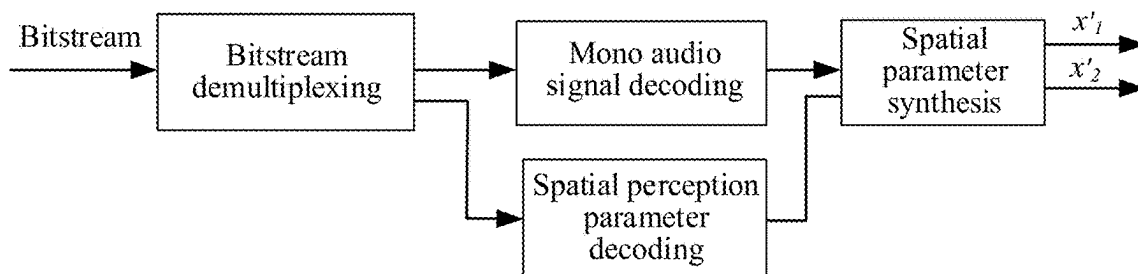 Bitstream
Bitstream
demultiplexing
Mono audio
signal decoding
Spatial perception
parameter
decoding
Spatial
parameter
synthesis
x'1
x'2